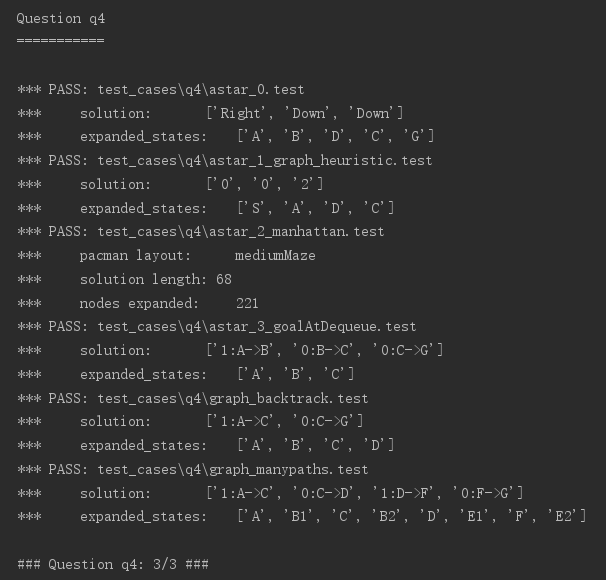 Question q4
===========
*** PASS: test_cases\q4\astar_0.test
***     solution:       ['Right', 'Down', 'Down']
***     expanded_states:    ['A', 'B', 'D', 'C', 'G']
*** PASS: test_cases\q4\astar_1_graph_heuristic.test
***     solution:       ['0', '0', '2']
***     expanded_states:    ['S', 'A', 'D', 'C']
*** PASS: test_cases\q4\astar_2_manhattan.test
***     pacman layout:      mediumMaze
***     solution length: 68
***     nodes expanded:     221
*** PASS: test_cases\q4\astar_3_goalAtDequeue.test
***     solution:       ['1:A->B', '0:B->C', '0:C->G']
***     expanded_states:    ['A', 'B', 'C']
*** PASS: test_cases\q4\graph_backtrack.test
***     solution:       ['1:A->C', '0:C->G']
***     expanded_states:    ['A', 'B', 'C', 'D']
*** PASS: test_cases\q4\graph_manypaths.test
***     solution:       ['1:A->C', '0:C->D', '1:D->F', '0:F->G']
***     expanded_states:    ['A', 'B1', 'C', 'B2', 'D', 'E1', 'F', 'E2']
### Question q4: 3/3 ###